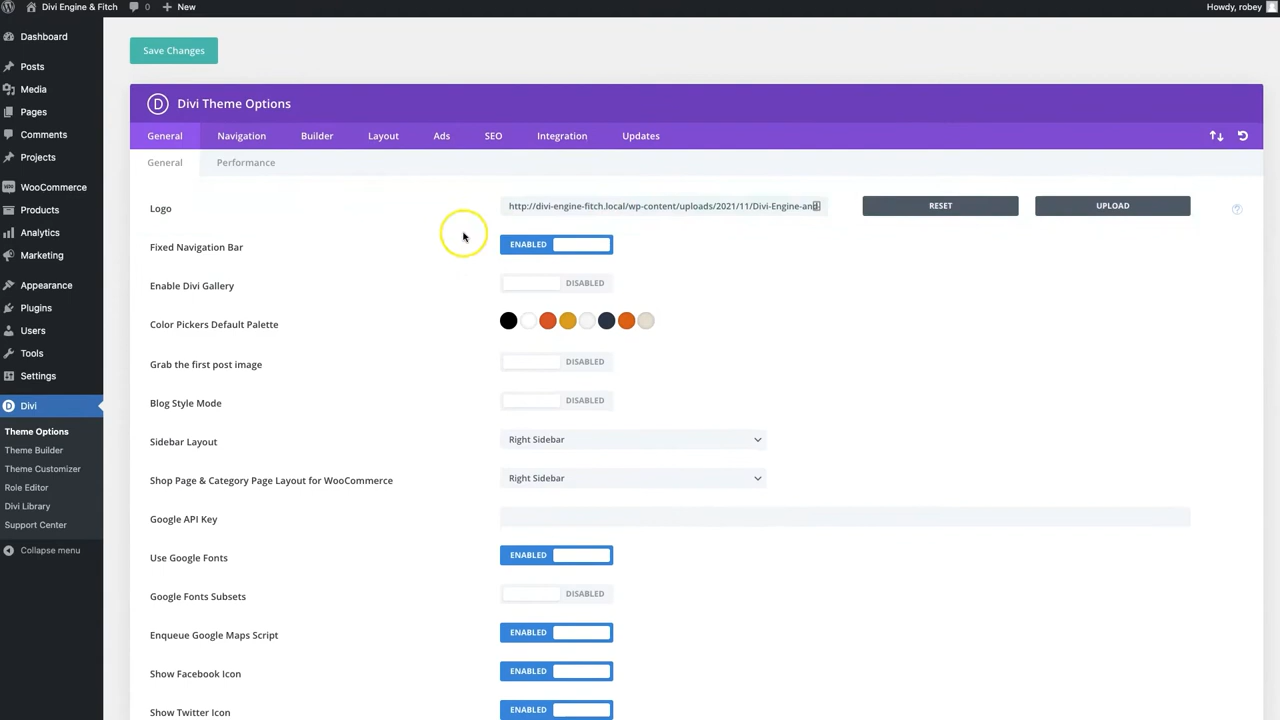 Divi Engine & Fitch 0 New Howdy, robey
Dashboard
Posts
Media
Pages
Comments
Projects
WooCommerce
Products
Analytics
Marketing
Appearance
Plugins
Users
Tools
Settings
Divi
Theme Options
Theme Builder
Theme Customizer
Role Editor
Divi Library
Support Center
Collapse menu
Save Changes
D Divi Theme Options
General Navigation Builder Layout Ads SEO Integration Updates
General Performance
Logo http://divi-engine-fitch.local/wp-content/uploads/2021/11/Divi-Engine-and RESET UPLOAD ?
Fixed Navigation Bar ENABLED
Enable Divi Gallery DISABLED
Color Pickers Default Palette
Grab the first post image DISABLED
Blog Style Mode DISABLED
Sidebar Layout Right Sidebar
Shop Page & Category Page Layout for WooCommerce Right Sidebar
Google API Key
Use Google Fonts ENABLED
Google Fonts Subsets DISABLED
Enqueue Google Maps Script ENABLED
Show Facebook Icon ENABLED
Show Twitter Icon ENABLED